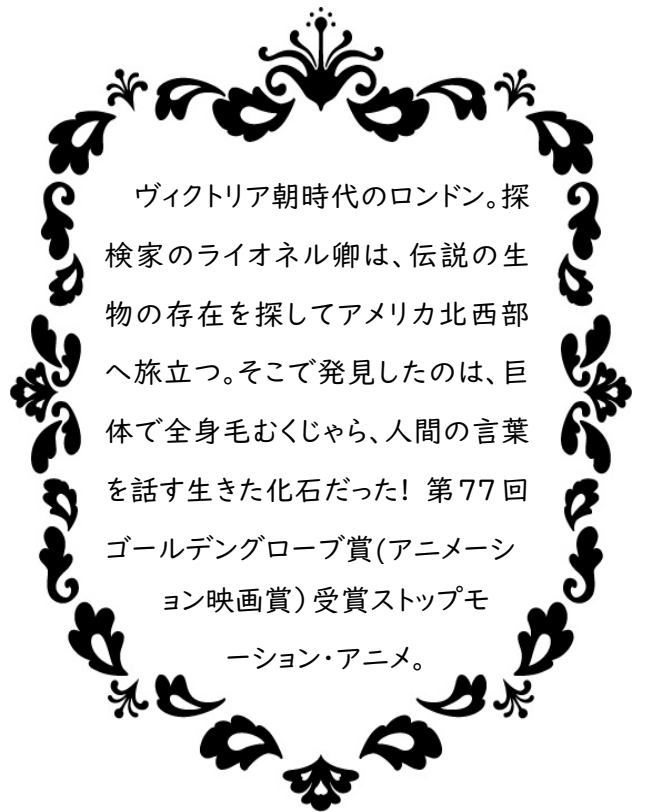 ヴィクトリア朝時代のロンドン。探
検家のライオネル卿は、伝説の生
物の存在を探してアメリカ北西部
へ旅立つ。そこで発見したのは、巨
体で全身毛むくじゃら、人間の言葉
を話す生きた化石だった! 第77回
ゴールデングローブ賞(アニメーシ
ョン映画賞)受賞ストップモ
ーション・アニメ。